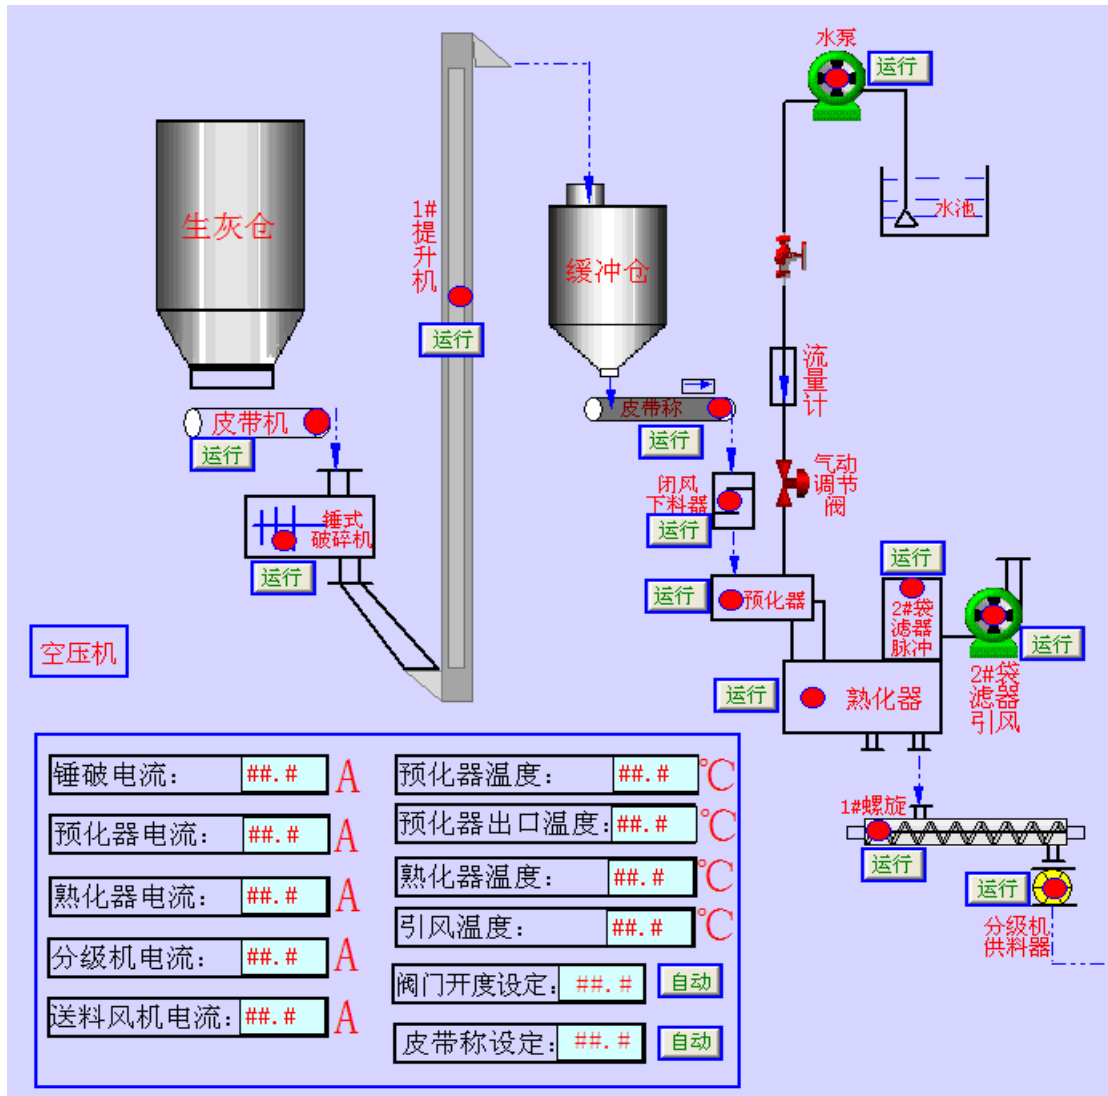 水泵
运行
生灰仓
1#提升机
运行
缓冲仓
水池
流量计
皮带机
运行
皮带称
运行
闭风
下料器
运行
气动
调节
阀
锤式
破碎机
运行
运行
预化器
运行
2#袋
滤器
脉冲
运行
2#袋
滤器
引风
空压机
运行
熟化器
1#螺旋
运行
运行
分级机
供料器
锤破电流：
##.#
A
预化器电流：
##.#
A
熟化器电流：
##.#
A
分级机电流：
##.#
A
送料风机电流：
##.#
A
预化器温度：
##.#
℃
预化器出口温度：
##.#
℃
熟化器温度：
##.#
℃
引风温度：
##.#
℃
阀门开度设定：
##.#
自动
皮带称设定：
##.#
自动